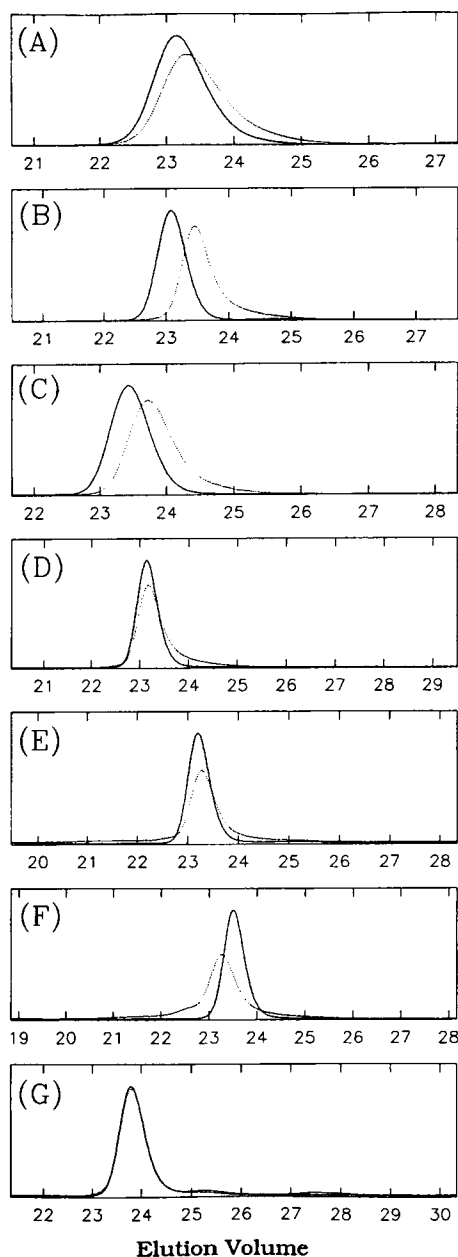 (A)
21 22 23 24 25 26 27
(B)
21 22 23 24 25 26 27
(C)
22 23 24 25 26 27 28
(D)
21 22 23 24 25 26 27 28 29
(E)
20 21 22 23 24 25 26 27 28
(F)
19 20 21 22 23 24 25 26 27 28
(G)
22 23 24 25 26 27 28 29 30
Elution Volume